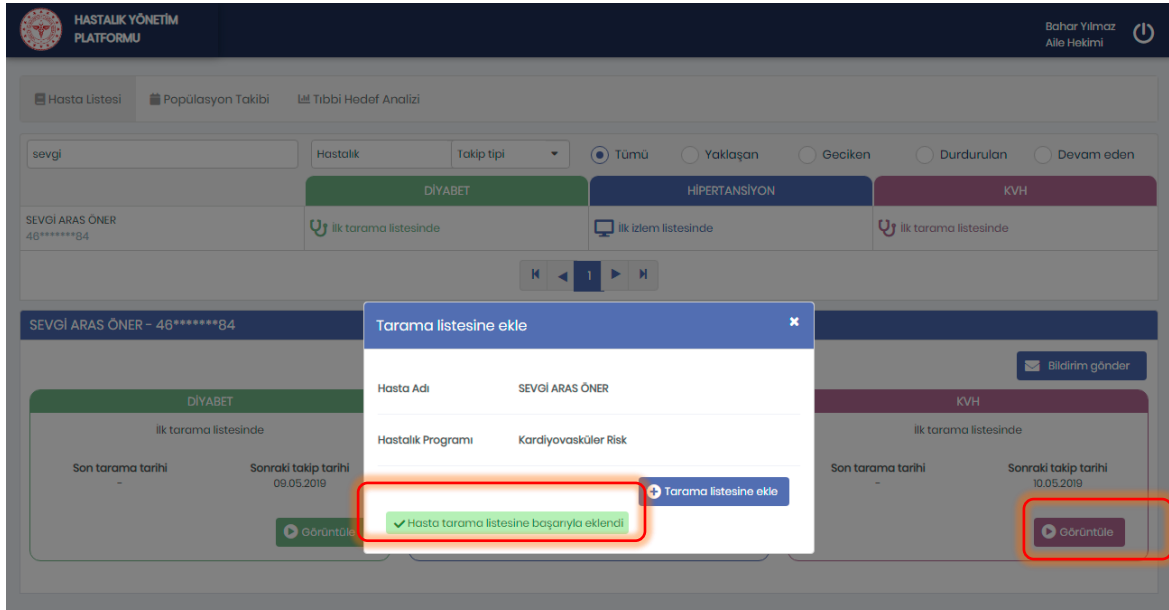 HASTALIK YÖNETİM
PLATFORMU
Bahar Yılmaz
Aile Hekimi
Hasta Listesi
Popülasyon Takibi
Tıbbi Hedef Analizi
sevgi
Hastalık
Takip tipi
Tümü
Yaklaşan
Geciken
Durdurulan
Devam eden
DİYABET
HİPERTANSİYON
KVH
SEVGİ ARAS ÖNER
46*******84
İlk tarama listesinde
İlk izlem listesinde
İlk tarama listesinde
1
SEVGİ ARAS ÖNER - 46*******84
Bildirim gönder
DİYABET
İlk tarama listesinde
Son tarama tarihi
Sonraki takip tarihi
-
09.05.2019
Görüntüle
Tarama listesine ekle
Hasta Adı
SEVGİ ARAS ÖNER
Hastalık Programı
Kardiyovasküler Risk
Tarama listesine ekle
Hasta tarama listesine başarıyla eklendi
KVH
İlk tarama listesinde
Son tarama tarihi
Sonraki takip tarihi
-
10.05.2019
Görüntüle